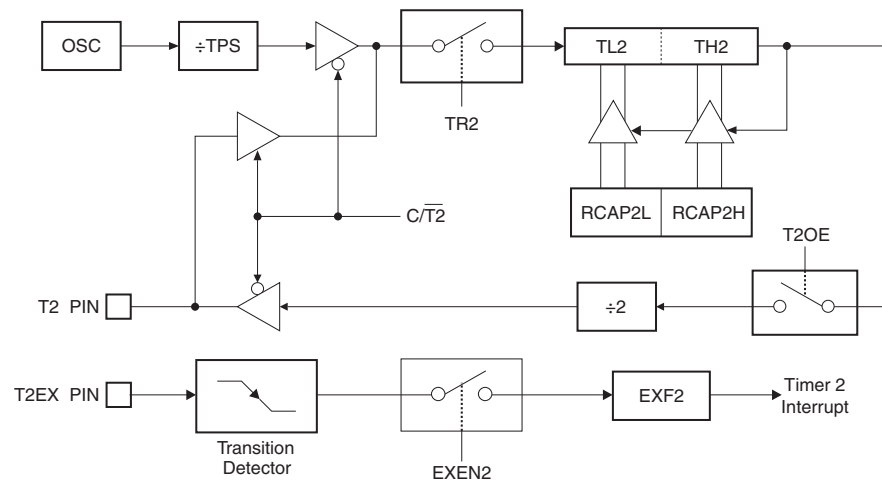 OSC
÷TPS
TL2
TH2
TR2
C/T2
RCAP2L
RCAP2H
T2OE
T2 PIN
÷2
T2EX PIN
EXF2
Timer 2
Interrupt
Transition
Detector
EXEN2